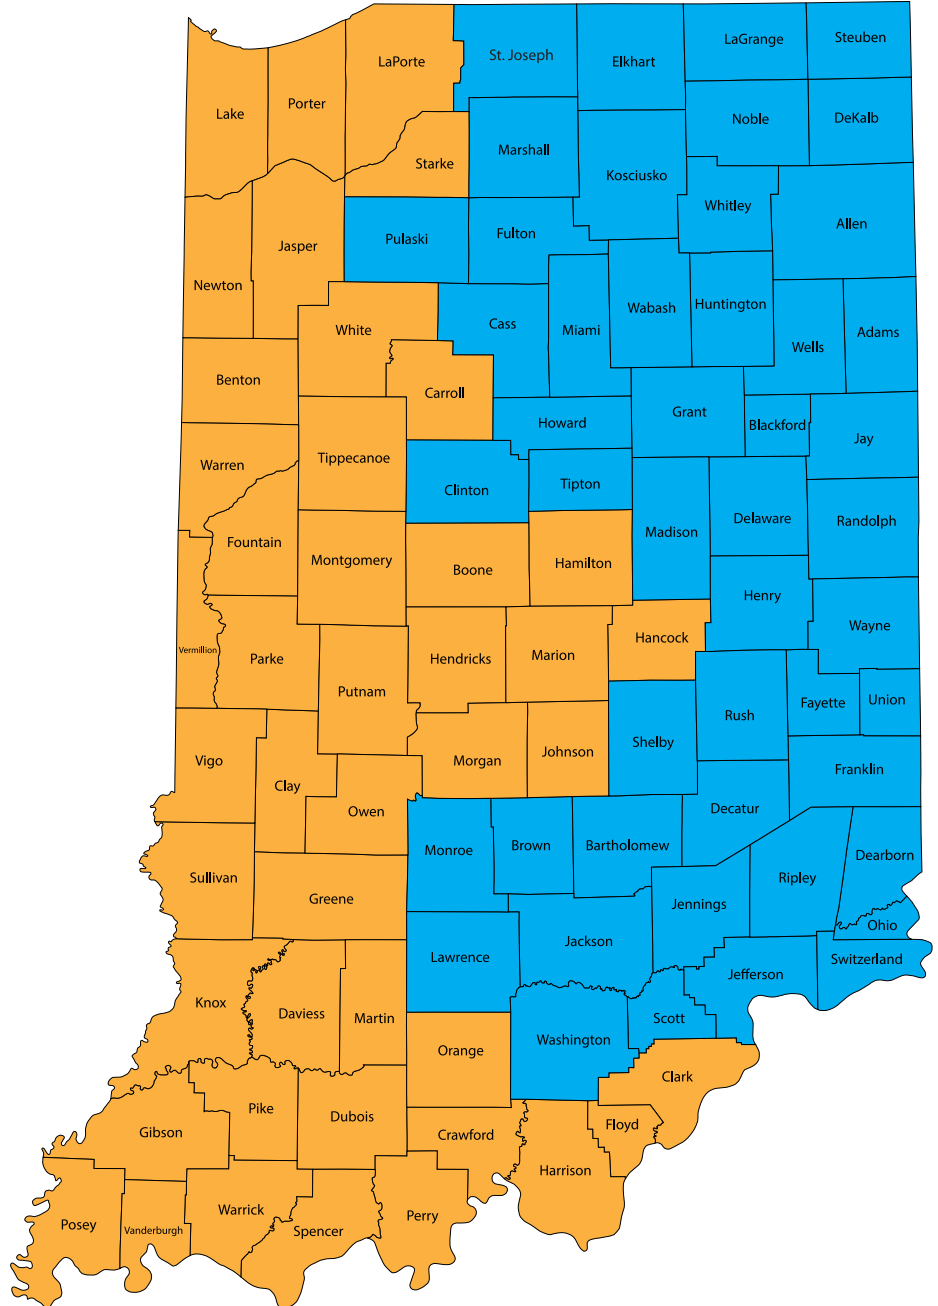 Steuben
LaGrange
St. Joseph
Elkhart
LaPorte
Porter
Lake
Noble
DeKalb
Marshall
Starke
Kosciusko
Whitley
Allen
Fulton
Pulaski
Jasper
Newton
Huntington
Wabash
Cass
Miami
White
Adams
Wells
Benton
Carroll
Grant
Howard
Blackford
Jay
Tippecanoe
Warren
Clinton
Tipton
Delaware
Randolph
Madison
Fountain
Montgomery
Boone
Hamilton
Henry
Wayne
Hancock
Vermillion
Parke
Hendricks
Marion
Putnam
Fayette
Union
Rush
Shelby
Johnson
Morgan
Vigo
Franklin
Clay
Owen
Decatur
Monroe
Brown
Bartholomew
Dearborn
Sullivan
Ripley
Greene
Jennings
Ohio
Jackson
Lawrence
Switzerland
Jefferson
Knox
Daviess
Martin
Scott
Washington
Orange
Clark
Pike
Dubois
Gibson
Crawford
Floyd
Harrison
Warrick
Perry
Posey
Vanderburgh
Spencer